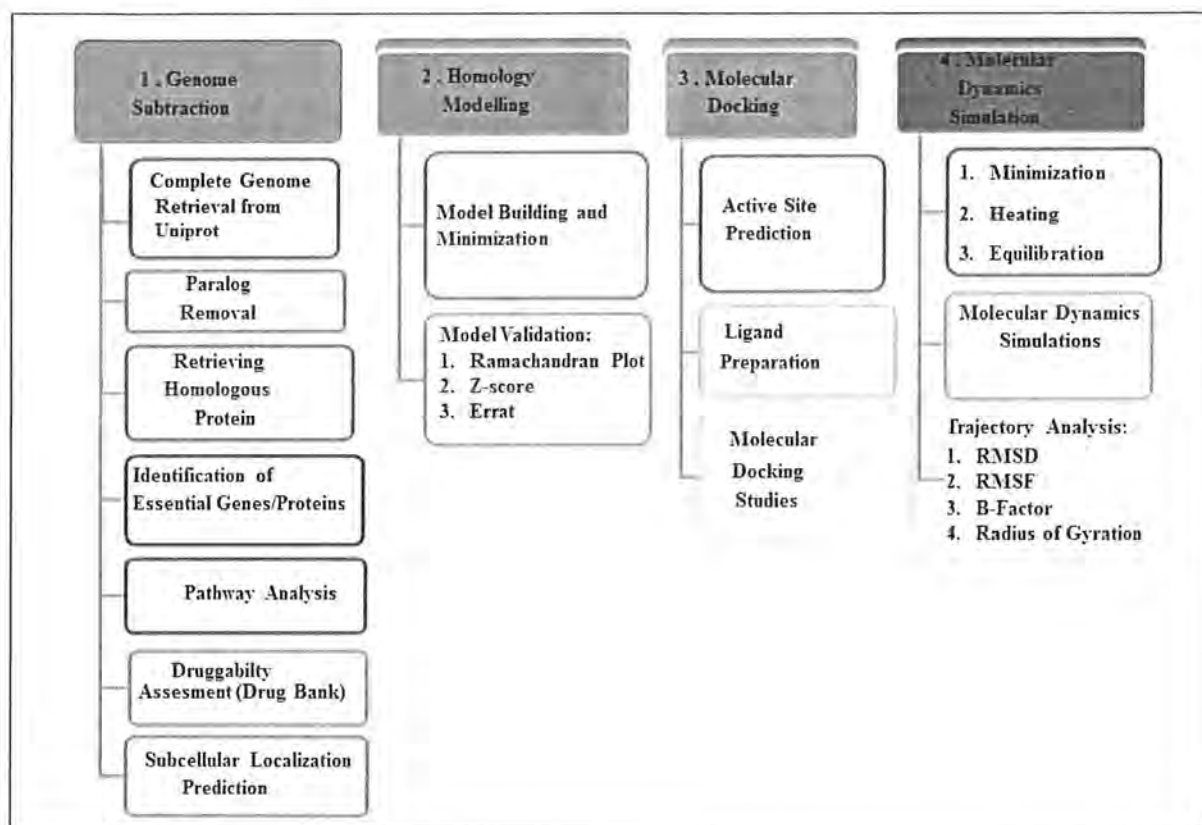 1. Genome
Subtraction
Complete Genome
Retrieval from
Uniprot
Paralog
Removal
Retrieving
Homologous
Protein
Identification of
Essential Genes/Proteins
Pathway Analysis
Druggabilty
Assesment (Drug Bank)
Subcellular Localization
Prediction
2. Homology
Modelling
Model Building and
Minimization
Model Validation:
1. Ramachandran Plot
2. Z-score
3. Errat
3. Molecular
Docking
Active Site
Prediction
Ligand
Preparation
Molecular
Docking
Studies
4. Molecular
Dynamics
Simulation
1. Minimization
2. Heating
3. Equilibration
Molecular Dynamics
Simulations
Trajectory Analysis:
1. RMSD
2. RMSF
3. B-Factor
4. Radius of Gyration